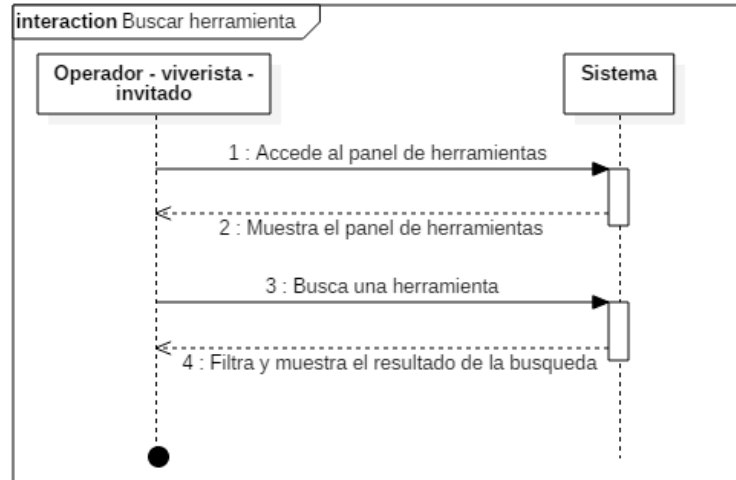 interaction Buscar herramienta
Operador - viverista -
invitado
Sistema
1 : Accede al panel de herramientas
2 : Muestra el panel de herramientas
3 : Busca una herramienta
4 : Filtra y muestra el resultado de la busqueda